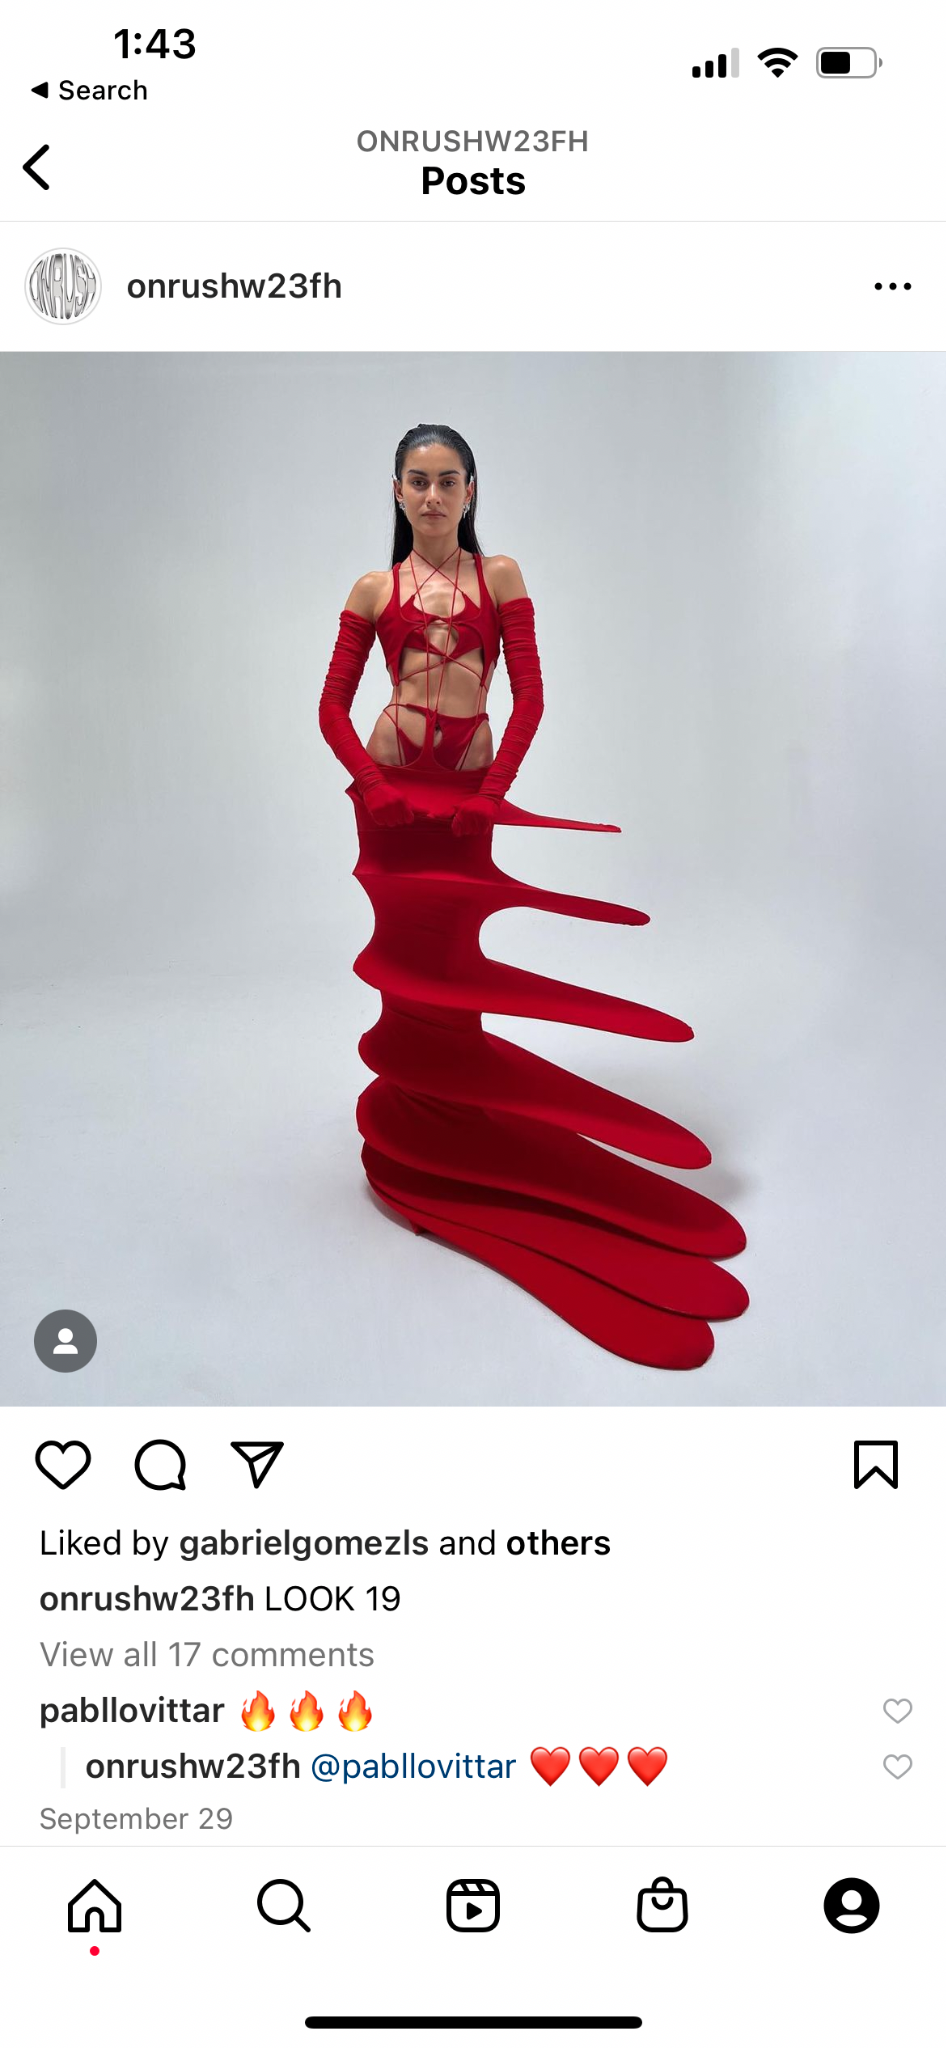 1:43
◀ Search
ONRUSHW23FH
Posts
ONRUSH
onrushw23fh
Liked by gabrielgomezls and others
onrushw23fh LOOK 19
View all 17 comments
pabllovittar 🔥🔥🔥
onrushw23fh @pabllovittar ❤️❤️❤️
September 29